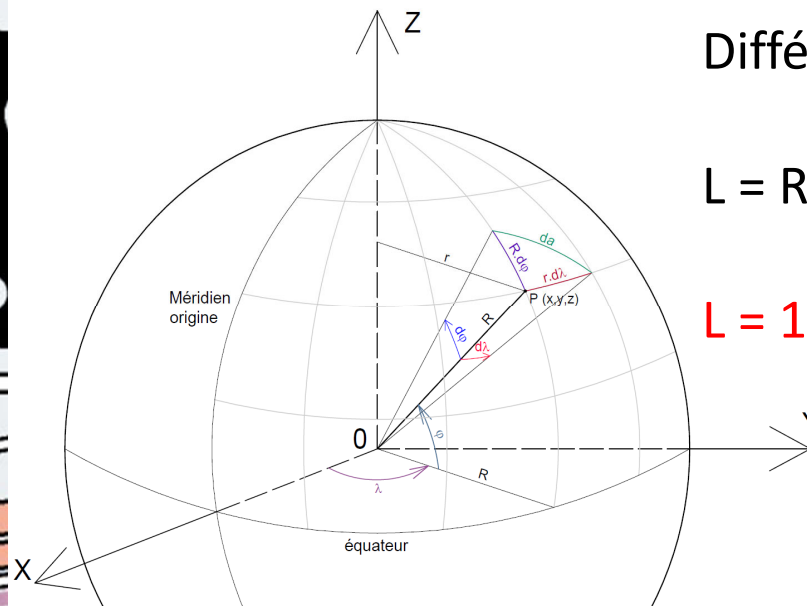 Z
Diffé
L = R
da
R.dφ
r
r.dλ
Méridien
origine
P (x,y,z)
R
dφ
dλ
L = 1
0
φ
λ
R
équateur
X